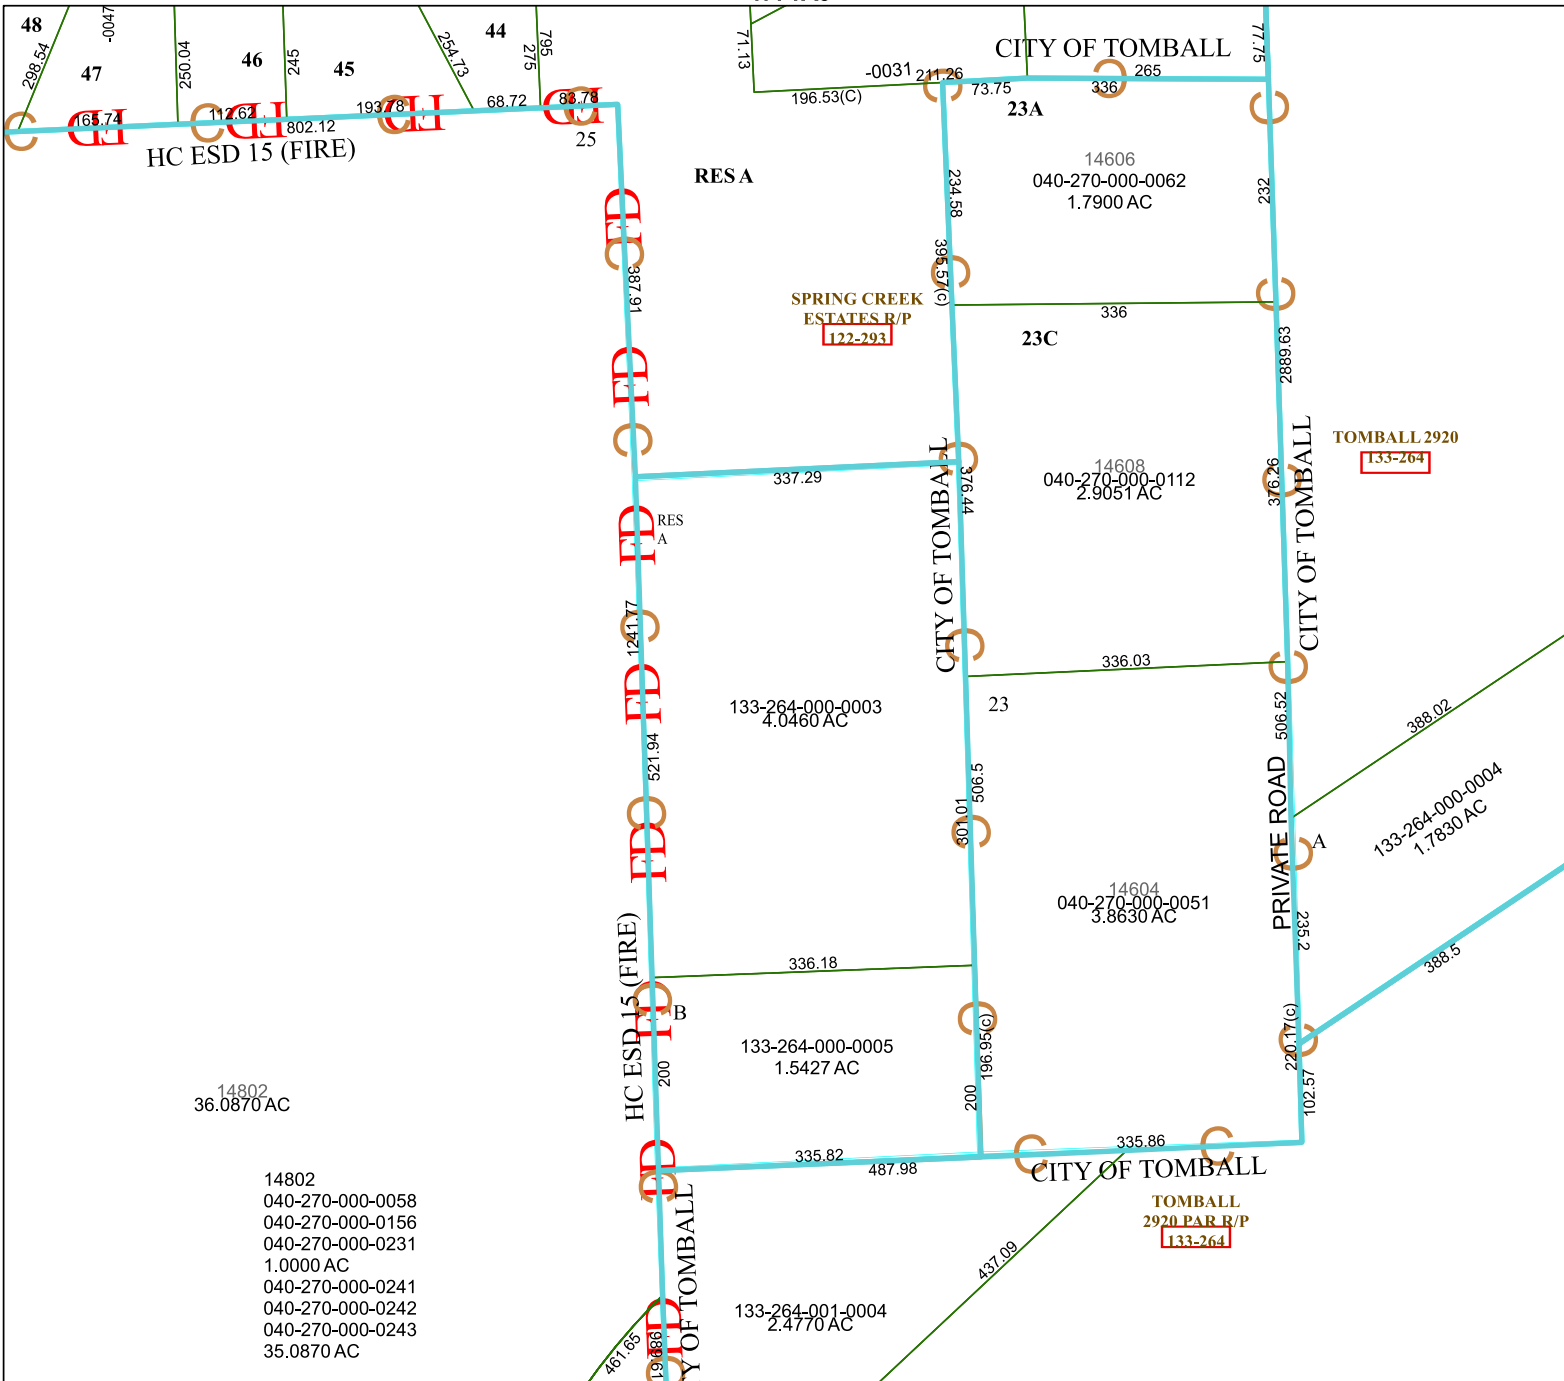 48
298.54
-0047
47
250.04
46
245
45
254.73
44
795
275
71.13
-0031
211.26
196.53(C)
CITY OF TOMBALL
73.75
265
336
77.75
23A
165.74
112.62
802.12
193.78
68.72
83.78
25
HC ESD 15 (FIRE)
RES A
14606
040-270-000-0062
1.7900 AC
234.58
232
387.91
395.57(c)
336
SPRING CREEK
ESTATES R/P
122-293
23C
2889.63
TOMBALL 2920
133-264
337.29
376.44
14608
040-270-000-0112
2.9051 AC
376.26
CITY OF TOMBALL
CITY OF TOMBALL
RES
A
1241.77
336.03
23
133-264-000-0003
4.0460 AC
521.94
506.52
388.02
506.5
301.01
PRIVATE ROAD
A
133-264-000-0004
1.7830 AC
14604
040-270-000-0051
3.8630 AC
235.2
388.5
HC ESD 15 (FIRE)
336.18
B
133-264-000-0005
1.5427 AC
200
196.95(c)
200
220.17(c)
102.57
14802
36.0870 AC
335.82
487.98
335.86
CITY OF TOMBALL
14802
040-270-000-0058
040-270-000-0156
040-270-000-0231
1.0000 AC
040-270-000-0241
040-270-000-0242
040-270-000-0243
35.0870 AC
Y OF TOMBALL
TOMBALL
2920 PAR R/P
133-264
437.09
133-264-001-0004
2.4770 AC
461.65